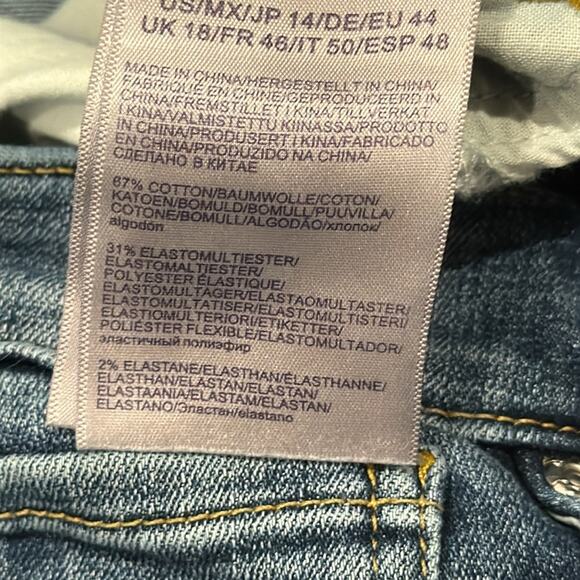 US/MX/JP 14/DE/EU 44
UK 18/FR 46/IT 50/ESP 48
MADE IN CHINA/HERGESTELLT IN CHINA/
FABRIQUÉ EN CHINE/GEPRODUCEERD IN
CHINA/FREMSTILLET I KINA/TILLVERKAT
I KINA/VALMISTETTU KIINASSA/PRODOTTO
IN CHINA/PRODUSERT I KINA/FABRICADO
EN CHINA/PRODUZIDO NA CHINA/
СДЕЛАНО В КИТАЕ
67% COTTON/BAUMWOLLE/COTON/
KATOEN/BOMULD/BOMULL/PUUVILLA/
COTONE/BOMULL/ALGODÃO/хлопок/
algodón
31% ELASTOMULTIESTER/
ELASTOMALTIESTER/
POLYESTER ÉLASTIQUE/
ELASTOMULTAGER/ELASTAOMULTASTER/
ELASTOMULTATISER/ELASTOMULTISTERI/
ELASTIOMULTERIORI/ETIKETTER/
POLIÉSTER FLEXIBLE/ELASTOMULTADOR/
эластичный полиэфир
2% ELASTANE/ELASTHAN/ÉLASTHANNE/
ELASTHAN/ELASTAN/ELASTAN/
ELASTAANIA/ELASTAM/ELASTAN/
ELASTANO/Эластан/elastano